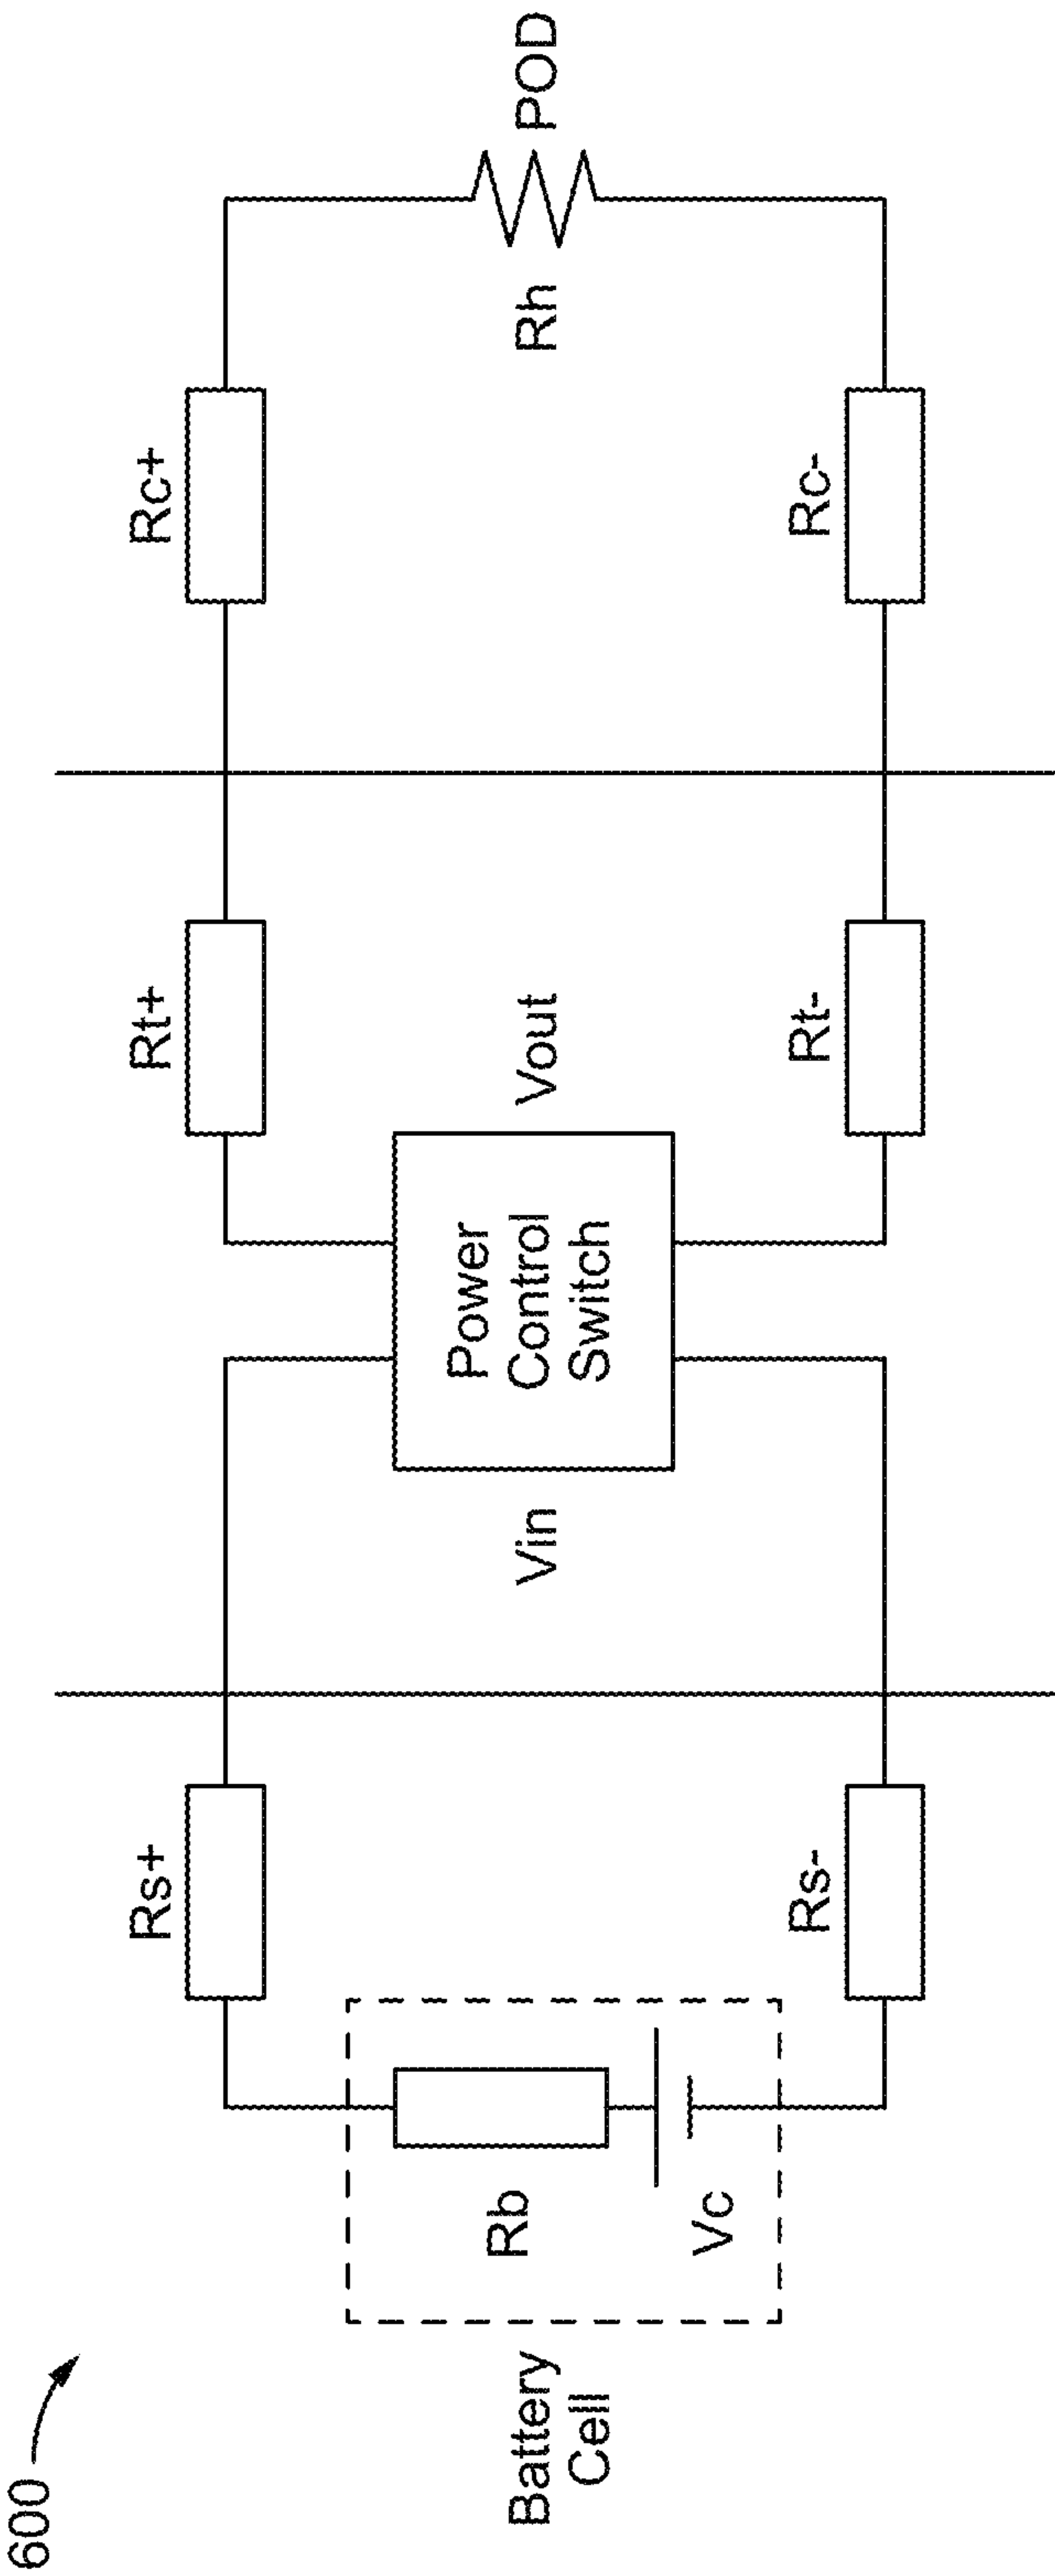 600
Battery
Cell
Rb
Vc
Rs+
Rs-
Vin
Power
Control
Switch
Vout
Rt+
Rt-
Rc+
Rc-
Rh
POD